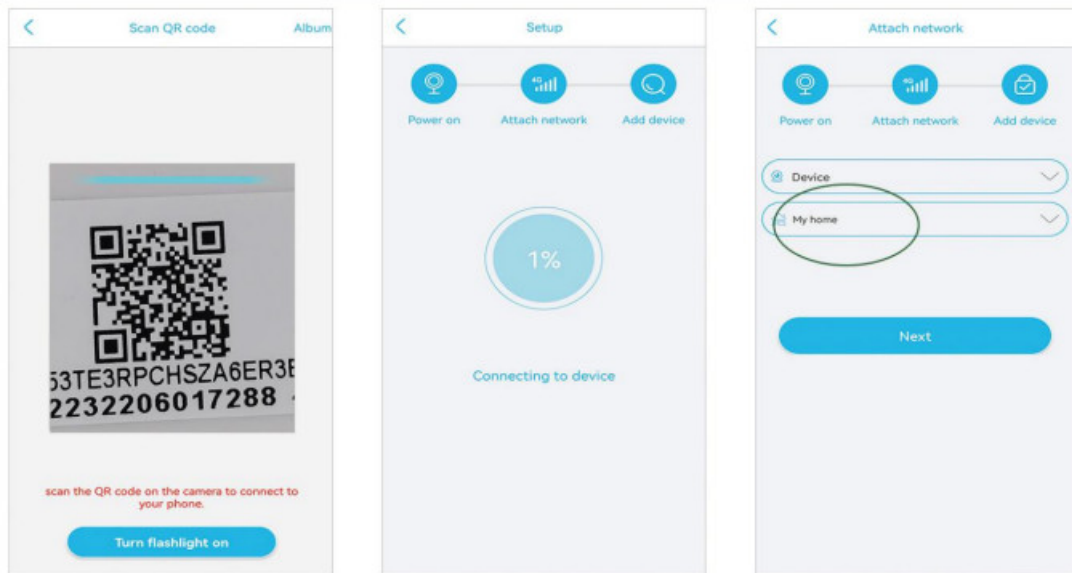 Scan QR code
Album
53TE3RPCHSZA6ER3E
2232206017288
scan the QR code on the camera to connect to
your phone.
Turn flashlight on
Setup
4G
Power on
Attach network
Add device
1%
Connecting to device
Attach network
4G
Power on
Attach network
Add device
Device
My home
Next